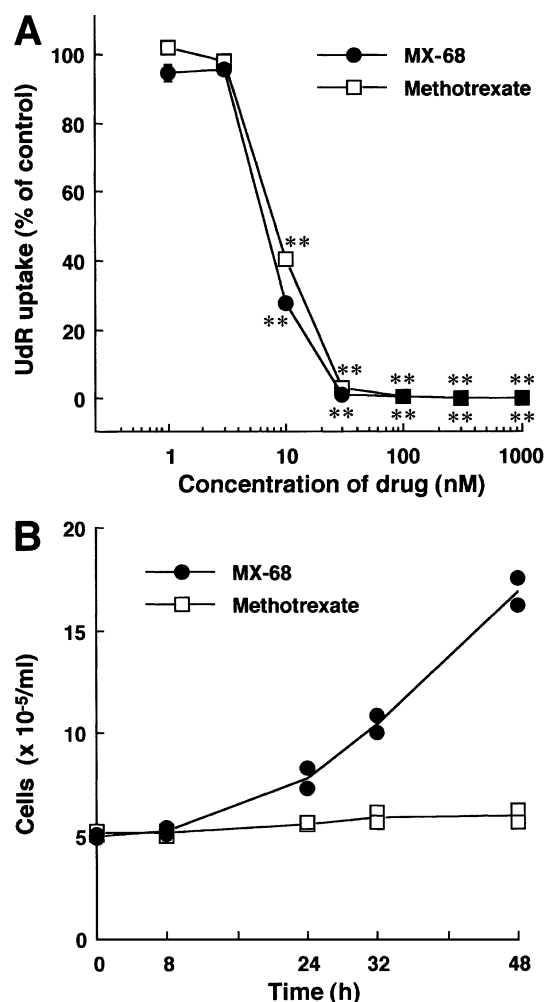 A
MX-68
Methotrexate
UdR uptake (% of control)
100
80
60
40
20
0
**
**
**
**
** ** **
** ** **
1 10 100 1000
Concentration of drug (nM)
B
MX-68
Methotrexate
Cells (x 10-5/ml)
20
15
10
5
0
0 8 24 32 48
Time (h)